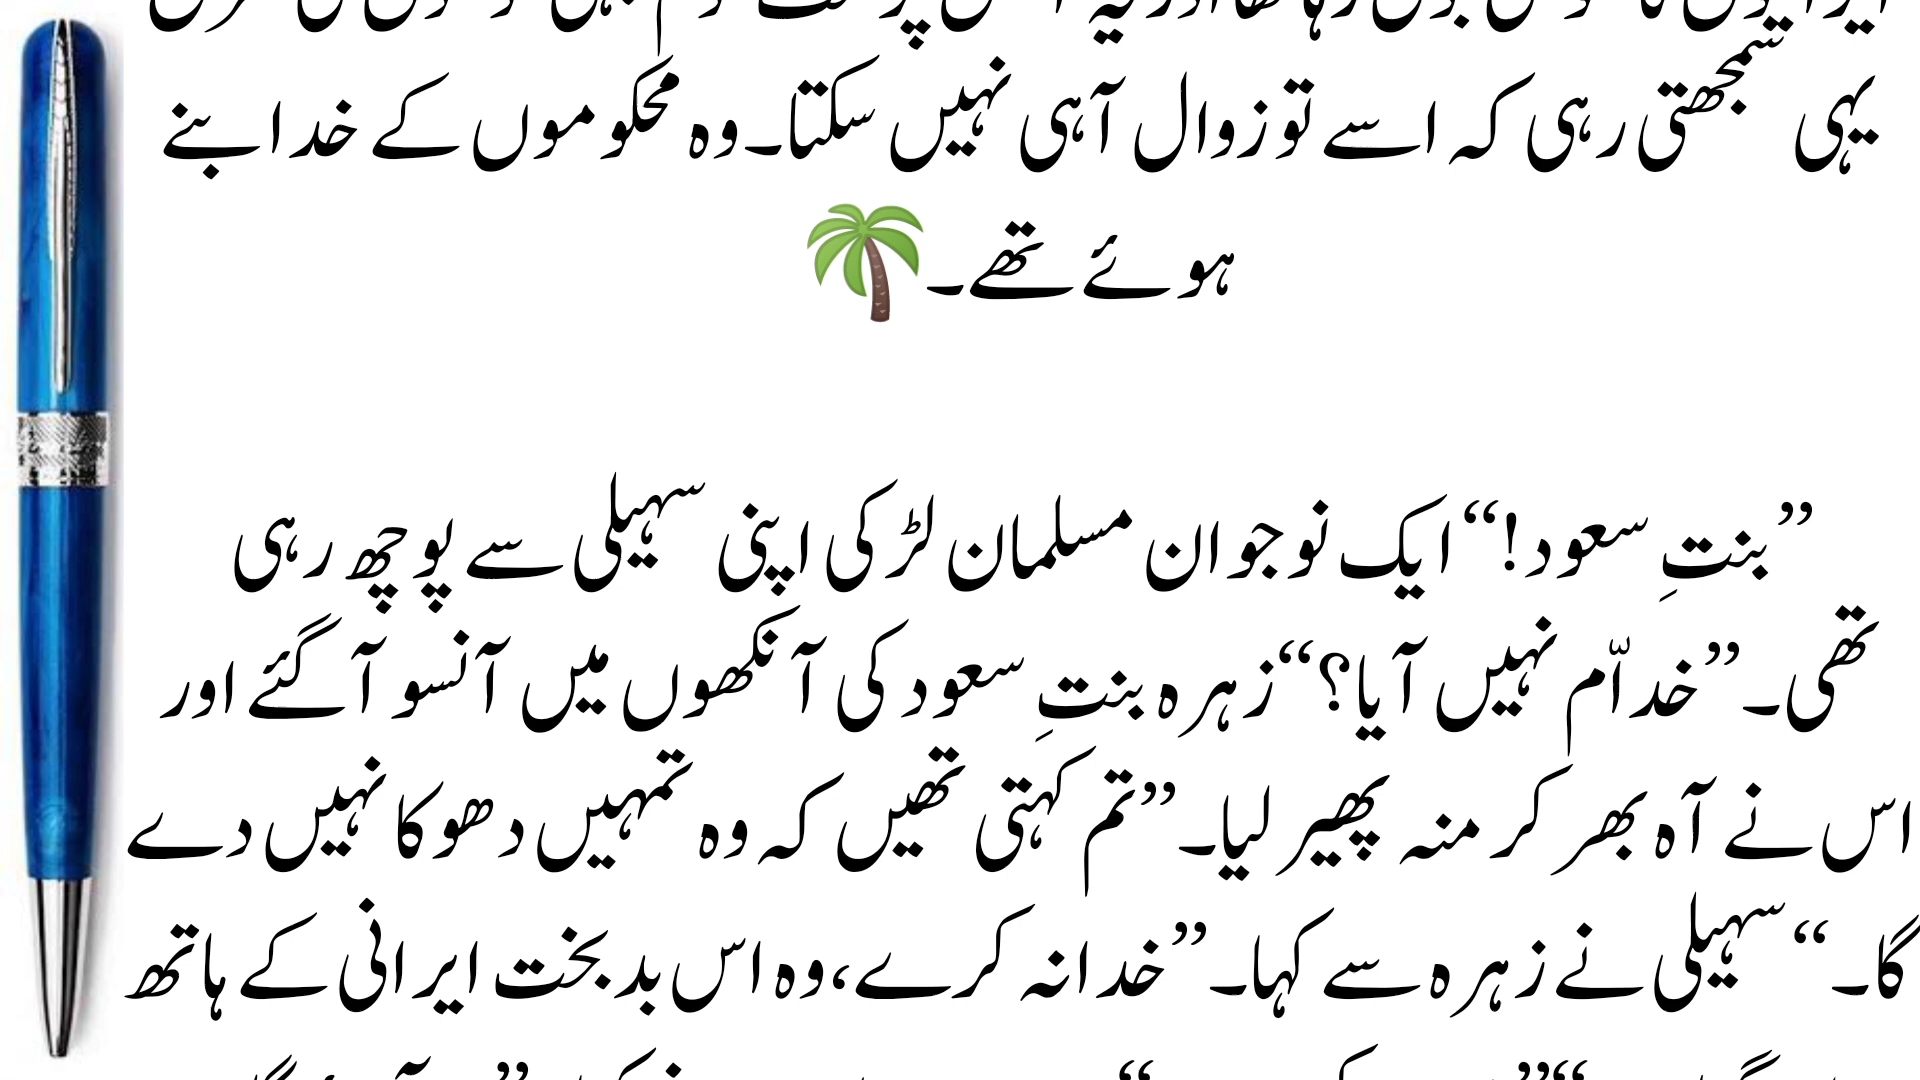 یہی سمجھتی رہی کہ اسے تو زوال آ ہی نہیں سکتا۔ وہ محکوموں کے خدا بنے
ہوئے تھے۔🌴
”بنتِ سعود!“ ایک نوجوان مسلمان لڑکی اپنی سہیلی سے پوچھ رہی
تھی۔ ”خداّم نہیں آیا؟“ زہرہ بنتِ سعود کی آنکھوں میں آنسو آ گئے اور
اس نے آہ بھر کر منہ پھیر لیا۔ ”تم کہتی تھیں کہ وہ تمہیں دھوکا نہیں دے
گا۔“ سہیلی نے زہرہ سے کہا۔ ”خدا نہ کرے، وہ اس بدبخت ایرانی کے ہاتھ